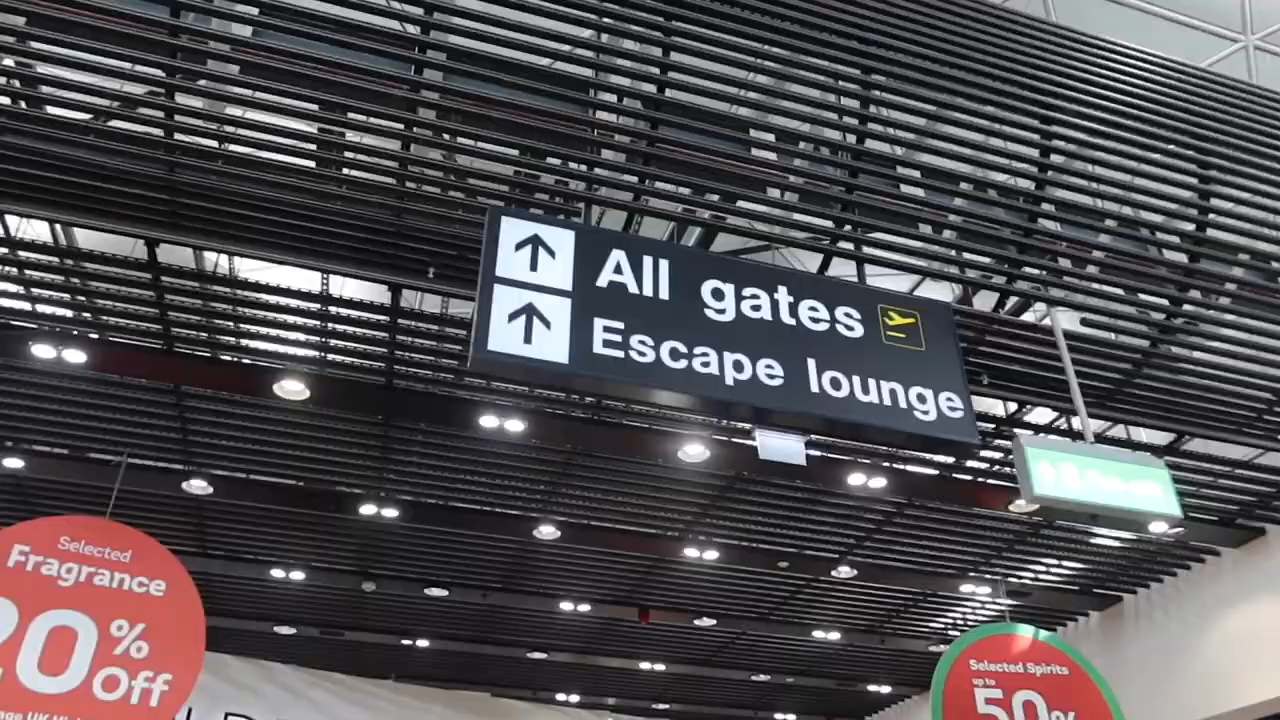 All gates
Escape lounge
Selected
Fragrance
20%
Off
Selected Spirits
up to
50%